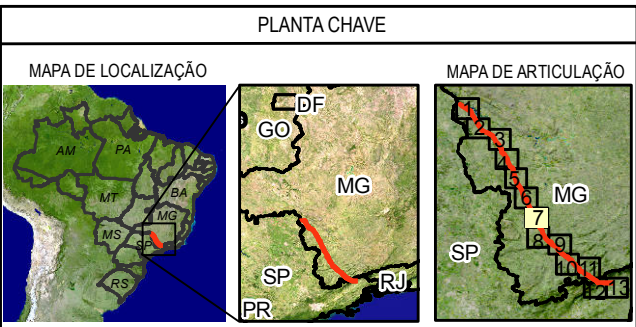 PLANTA CHAVE
MAPA DE LOCALIZAÇÃO
AM
PA
MT
BA
MG
MS
SP
RS
DF
GO
MG
SP
RJ
PR
MAPA DE ARTICULAÇÃO
1
2
3
4
5
MG
6
7
8
9
SP
10
11
12
13